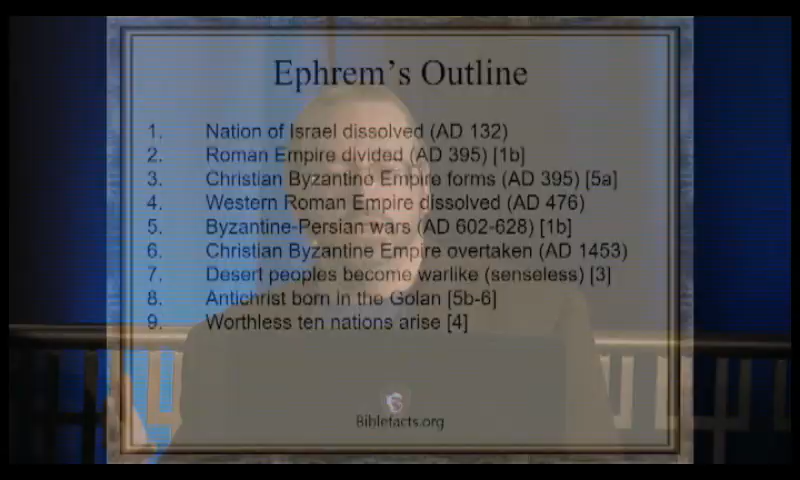 Ephrem's Outline
1. Nation of Israel dissolved (AD 132)
2. Roman Empire divided (AD 395) [1b]
3. Christian Byzantine Empire forms (AD 395) [5a]
4. Western Roman Empire dissolved (AD 476)
5. Byzantine-Persian wars (AD 602-628) [1b]
6. Christian Byzantine Empire overtaken (AD 1453)
7. Desert peoples become warlike (senseless) [3]
8. Antichrist born in the Golan [5b-6]
9. Worthless ten nations arise [4]
Biblefacts.org